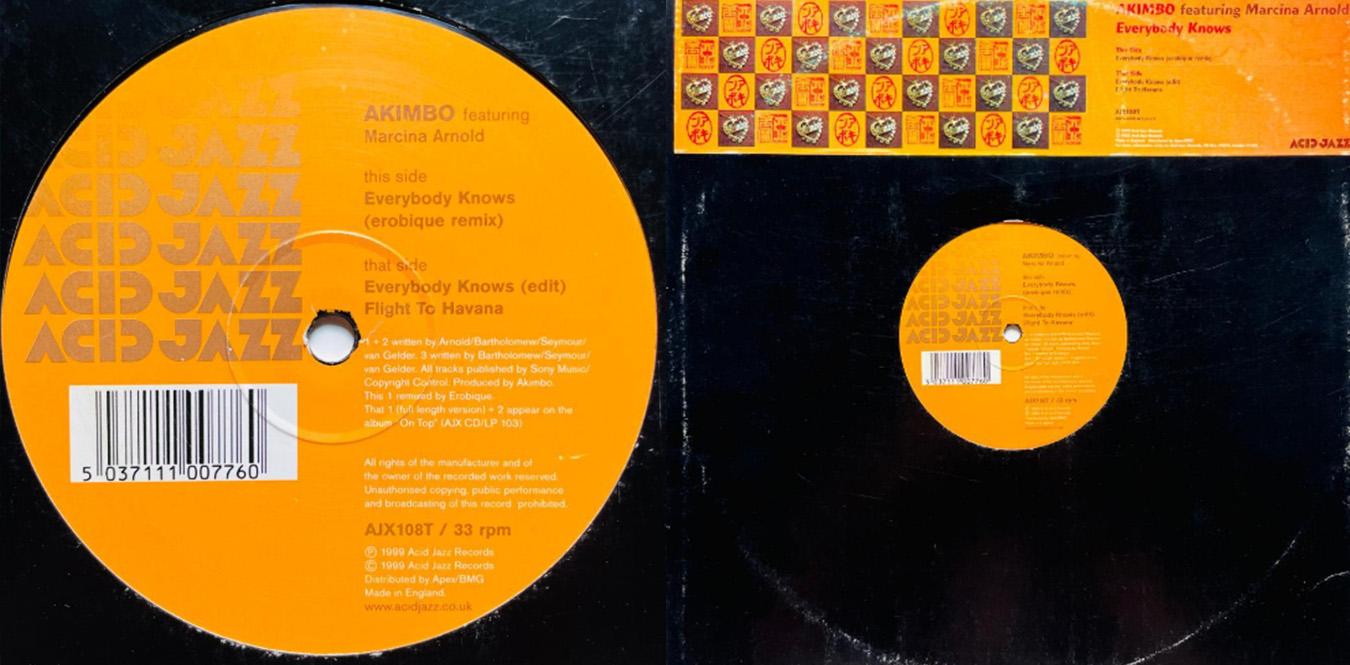 ACID JAZZ
ACID JAZZ
ACID JAZZ
ACID JAZZ
ACID JAZZ
AKIMBO featuring
Marcina Arnold
this side
Everybody Knows
(erobique remix)
that side
Everybody Knows (edit)
Flight To Havana
1 + 2 written by Arnold/Bartholomew/Seymour/
van Gelder. 3 written by Bartholomew/Seymour/
van Gelder. All tracks published by Sony Music/
Copyright Control. Produced by Akimbo.
This 1 remixed by Erobique.
That 1 (full length version) + 2 appear on the
album "On Top" (AJX CD/LP 103)
5 037111 007760
All rights of the manufacturer and of
the owner of the recorded work reserved.
Unauthorised copying, public performance
and broadcasting of this record prohibited.
AJX108T / 33 rpm
Ⓟ 1999 Acid Jazz Records
© 1999 Acid Jazz Records
Distributed by Apex/BMG
Made in England.
www.acidjazz.co.uk
AKIMBO featuring Marcina Arnold
Everybody Knows
This Side
Everybody Knows (erobique remix)
That Side
Everybody Knows (edit)
Flight To Havana
AJX108T
ACID JAZZ
ACID JAZZ
ACID JAZZ
ACID JAZZ
ACID JAZZ
AKIMBO featuring
Marcina Arnold
this side
Everybody Knows
(erobique remix)
that side
Everybody Knows (edit)
Flight To Havana
5 037111 007760
AJX108T / 33 rpm